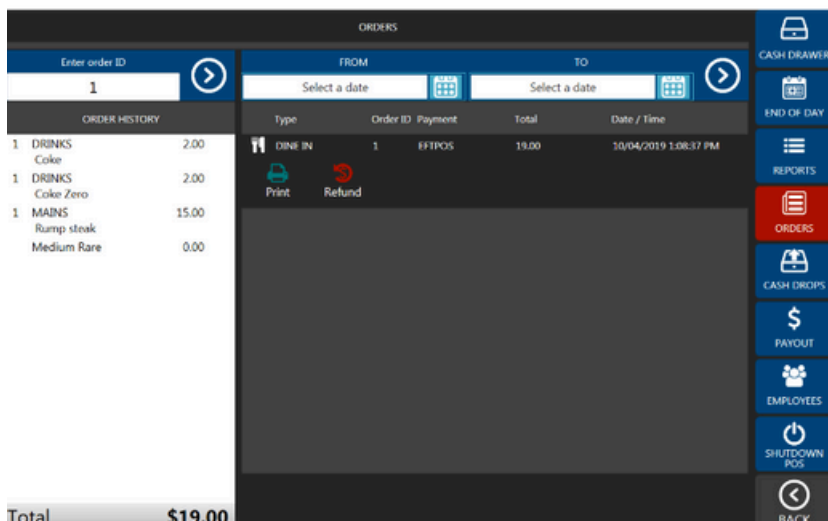 ORDERS
Enter order ID
1
FROM
TO
Select a date
Select a date
ORDER HISTORY
1 DRINKS 2.00
Coke
1 DRINKS 2.00
Coke Zero
1 MAINS 15.00
Rump steak
Medium Rare 0.00
Total $19.00
Type Order ID Payment Total Date / Time
DINE IN 1 EFTPOS 19.00 10/04/2019 1:08:37 PM
Print Refund
CASH DRAWER
END OF DAY
REPORTS
ORDERS
CASH DROPS
PAYOUT
EMPLOYEES
SHUTDOWN
POS
BACK